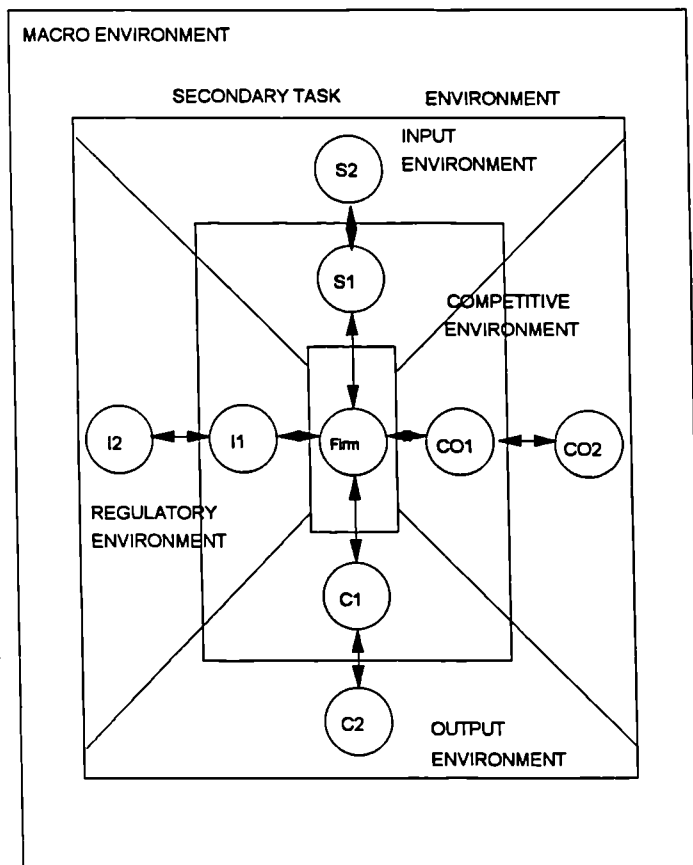 MACRO ENVIRONMENT
SECONDARY TASK ENVIRONMENT
INPUT
ENVIRONMENT
S2
S1
COMPETITIVE
ENVIRONMENT
I2
I1
Firm
CO1
CO2
REGULATORY
ENVIRONMENT
C1
C2
OUTPUT
ENVIRONMENT